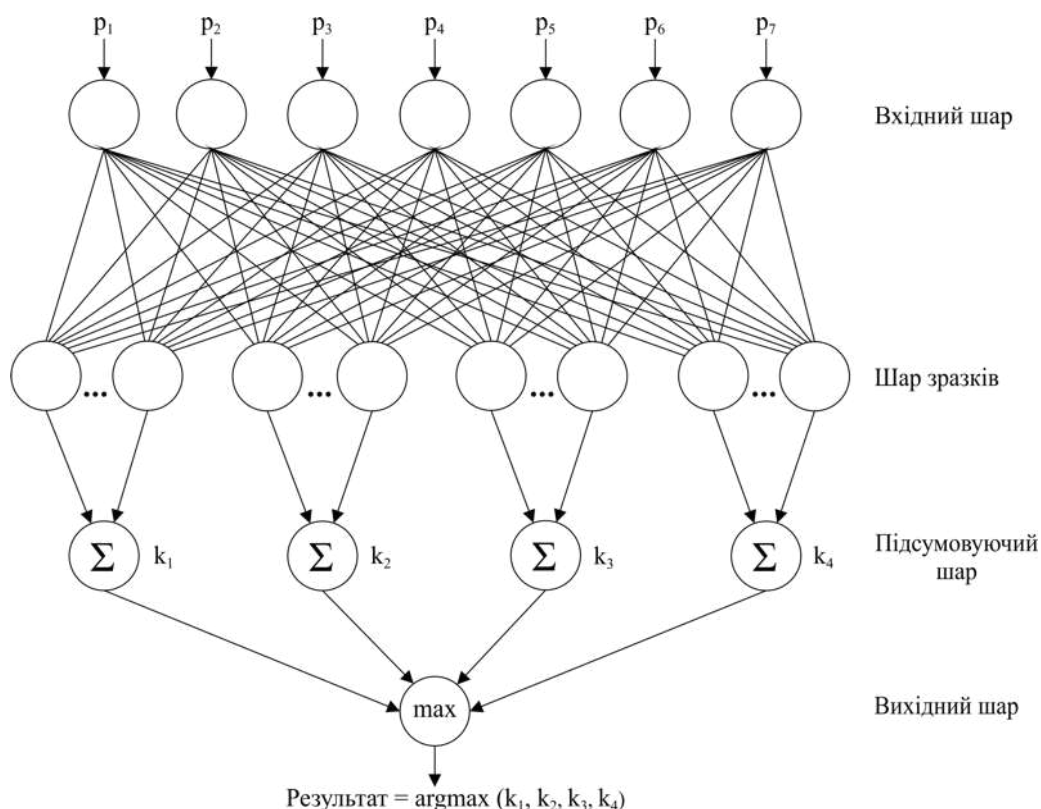 p₁ p₂ p₃ p₄ p₅ p₆ p₇
Вхідний шар
... ... ... ...
Шар зразків
Σ k₁ Σ k₂ Σ k₃ Σ k₄
Підсумовуючий
шар
max
Вихідний шар
Результат = argmax (k₁, k₂, k₃, k₄)